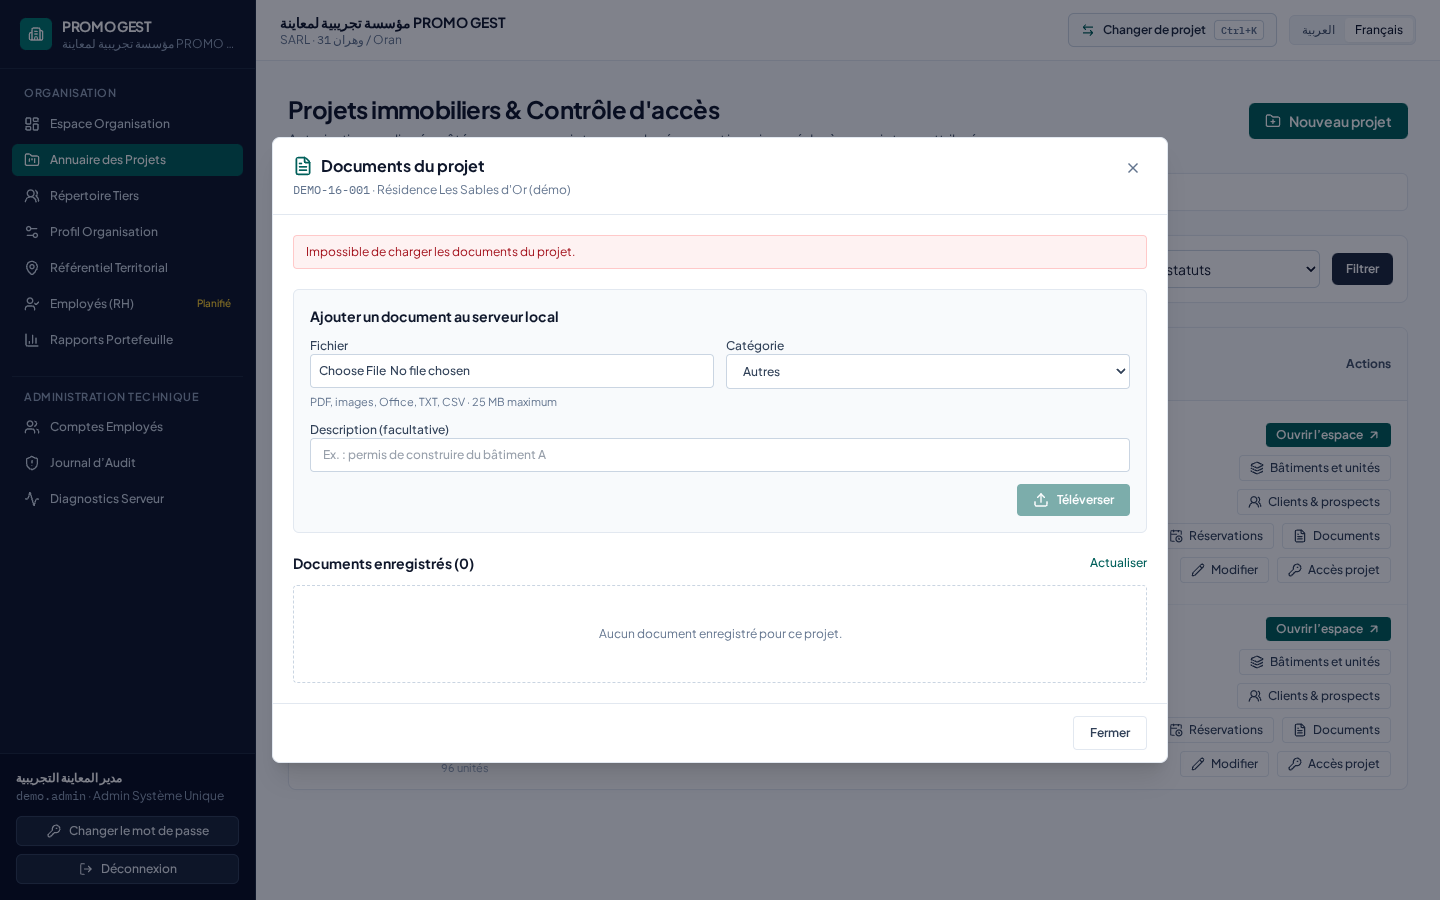 PROMOGEST
مؤسسة تجريبية لمعاينة PROMO ...
ORGANISATION
Espace Organisation
Annuaire des Projets
Répertoire Tiers
Profil Organisation
Référentiel Territorial
Employés (RH) Planifié
Rapports Portefeuille
ADMINISTRATION TECHNIQUE
Comptes Employés
Journal d'Audit
Diagnostics Serveur
مدير المعاينة التجريبية
demo.admin · Admin Système Unique
Changer le mot de passe
Déconnexion
مؤسسة تجريبية لمعاينة PROMO GEST
SARL · 31 وهران / Oran
Changer de projet Ctrl+K
العربية Français
Projets immobiliers & Contrôle d'accès
Nouveau projet
Documents du projet
DEMO-16-001 · Résidence Les Sables d'Or (démo)
Impossible de charger les documents du projet.
Ajouter un document au serveur local
Fichier Catégorie
Choose File No file chosen Autres
PDF, images, Office, TXT, CSV · 25 MB maximum
Description (facultative)
Ex. : permis de construire du bâtiment A
Téléverser
Documents enregistrés (0) Actualiser
Aucun document enregistré pour ce projet.
Fermer
statuts Filtrer
Actions
Ouvrir l'espace
Bâtiments et unités
Clients & prospects
Réservations Documents
Modifier Accès projet
Ouvrir l'espace
Bâtiments et unités
Clients & prospects
Réservations Documents
Modifier Accès projet
96 unités